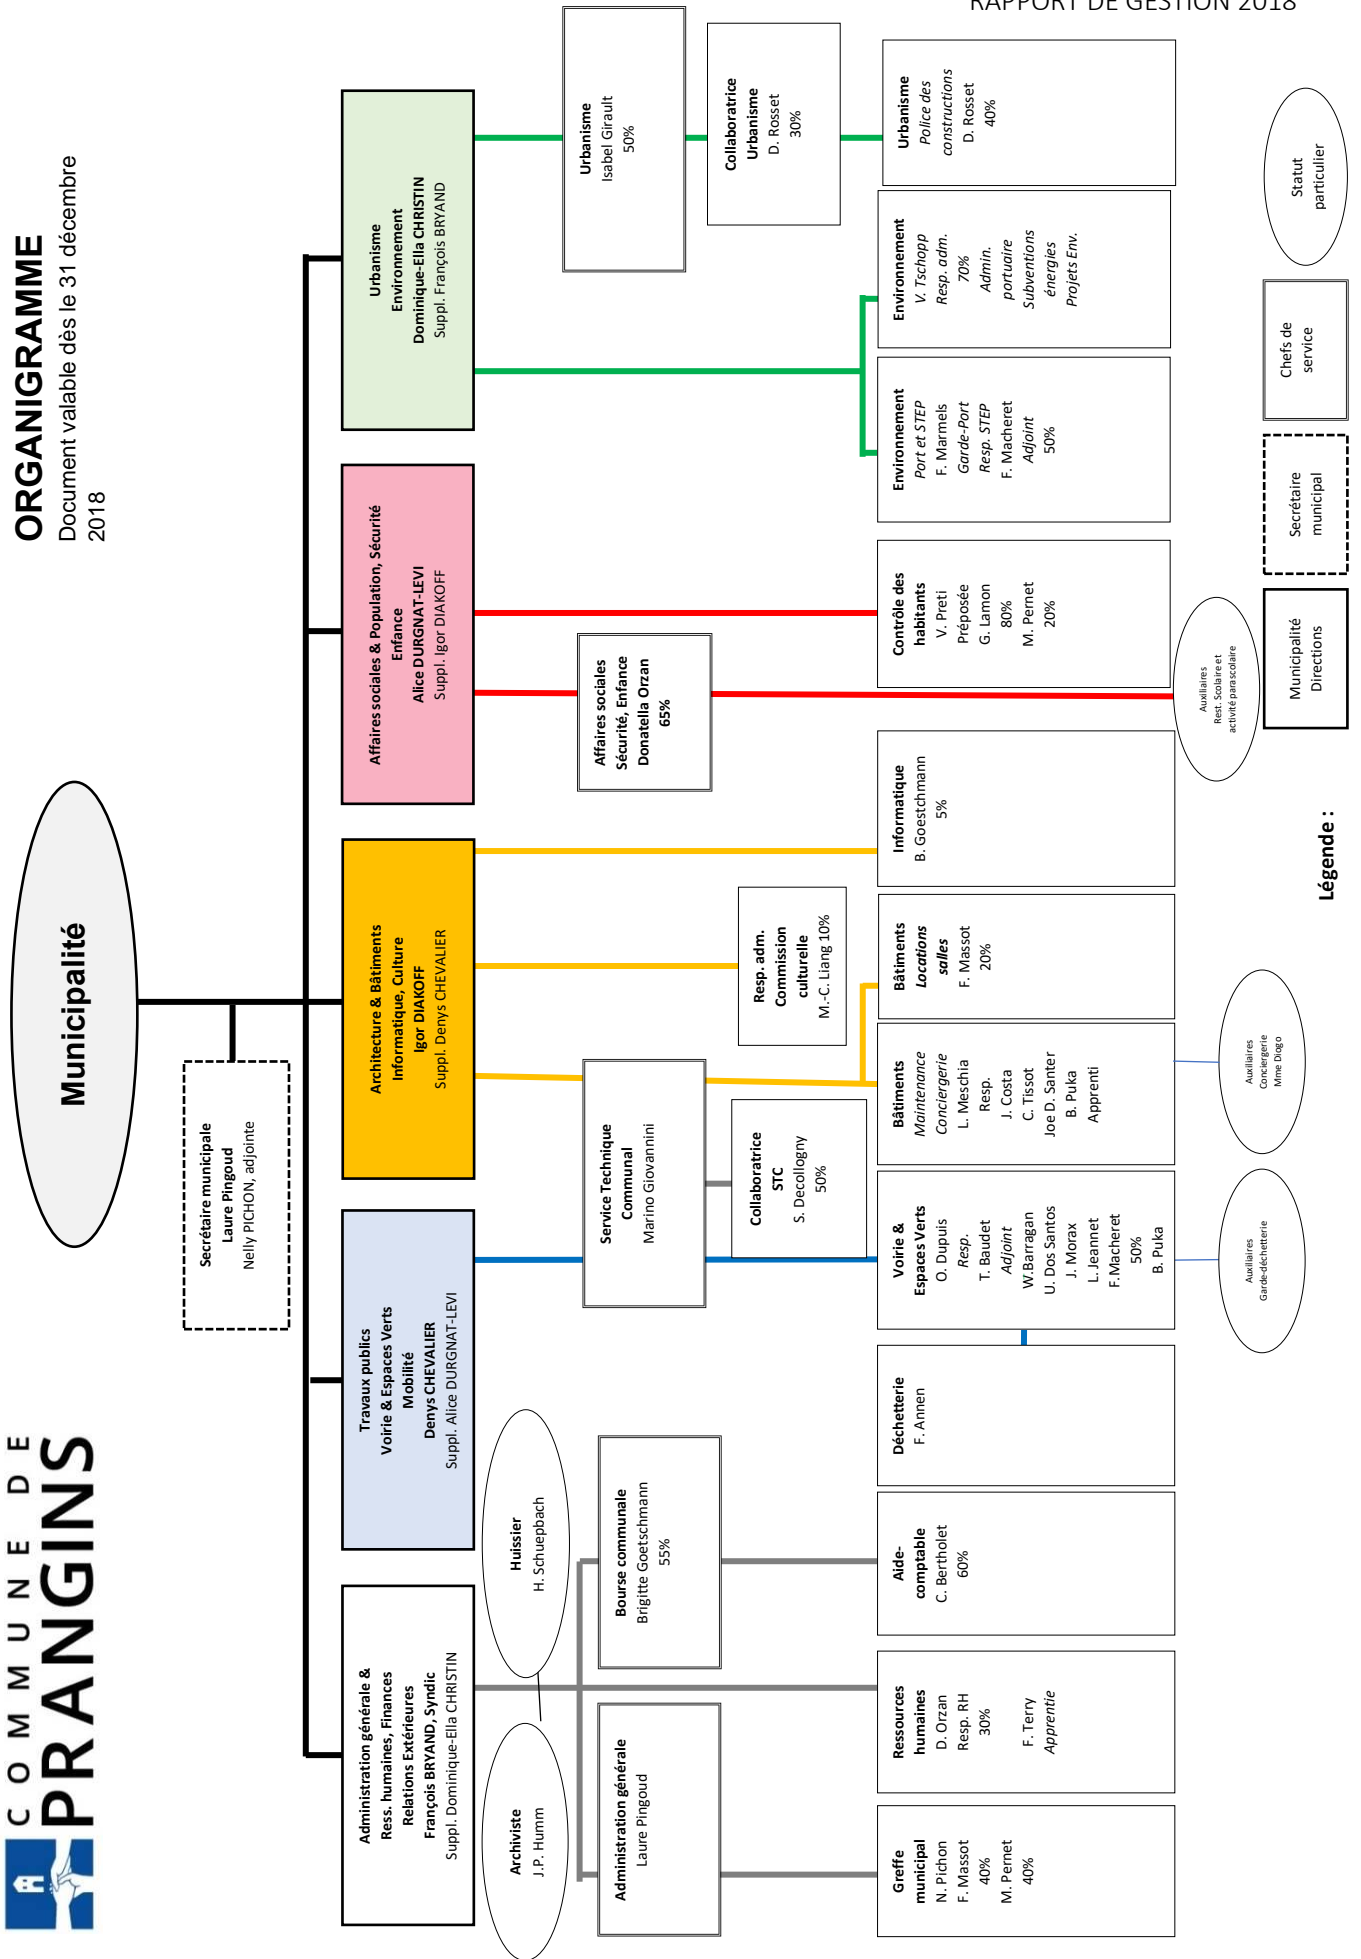 RAPPORT DE GESTION 2018
COMMUNE DE
PRANGINS
ORGANIGRAMME
Document valable dès le 31 décembre
2018
Municipalité
Secrétaire municipale
Laure Pingoud
Nelly PICHON, adjointe
Administration générale &
Ress. humaines, Finances
Relations Extérieures
François BRYAND, Syndic
Suppl. Dominique-Ella CHRISTIN
Travaux publics
Voirie & Espaces Verts
Mobilité
Denys CHEVALIER
Suppl. Alice DURGNAT-LEVI
Architecture & Bâtiments
Informatique, Culture
Igor DIAKOFF
Suppl. Denys CHEVALIER
Affaires sociales & Population, Sécurité
Enfance
Alice DURGNAT-LEVI
Suppl. Igor DIAKOFF
Urbanisme
Environnement
Dominique-Ella CHRISTIN
Suppl. François BRYAND
Archiviste
J.P. Humm
Huissier
H. Schuepbach
Administration générale
Laure Pingoud
Bourse communale
Brigitte Goetschmann
55%
Service Technique
Communal
Marino Giovannini
Collaboratrice
STC
S. Decollogny
50%
Resp. adm.
Commission
culturelle
M.-C. Liang 10%
Affaires sociales
Sécurité, Enfance
Donatella Orzan
65%
Urbanisme
Isabel Girault
50%
Collaboratrice
Urbanisme
D. Rosset
30%
Greffe
municipal
N. Pichon
F. Massot
40%
M. Pernet
40%
Ressources
humaines
D. Orzan
Resp. RH
30%
F. Terry
Apprentie
Aide-
comptable
C. Bertholet
60%
Déchetterie
F. Annen
Voirie &
Espaces Verts
O. Dupuis
Resp.
T. Baudet
Adjoint
W.Barragan
U. Dos Santos
J. Morax
L. Jeannet
F.Macheret
50%
B. Puka
Bâtiments
Maintenance
Conciergerie
L. Meschia
Resp.
J. Costa
C. Tissot
Joe D. Santer
B. Puka
Apprenti
Bâtiments
Locations
salles
F. Massot
20%
Informatique
B. Goestchmann
5%
Contrôle des
habitants
V. Preti
Préposée
G. Lamon
80%
M. Pernet
20%
Environnement
Port et STEP
F. Marmels
Garde-Port
Resp. STEP
F. Macheret
Adjoint
50%
Environnement
V. Tschopp
Resp. adm.
70%
Admin.
portuaire
Subventions
énergies
Projets Env.
Urbanisme
Police des
constructions
D. Rosset
40%
Auxiliaires
Garde-déchetterie
Auxiliaires
Conciergerie
Mme Diogo
Auxiliaires
Rest. Scolaire et
activité parascolaire
Légende :
Municipalité
Directions
Secrétaire
municipal
Chefs de
service
Statut
particulier